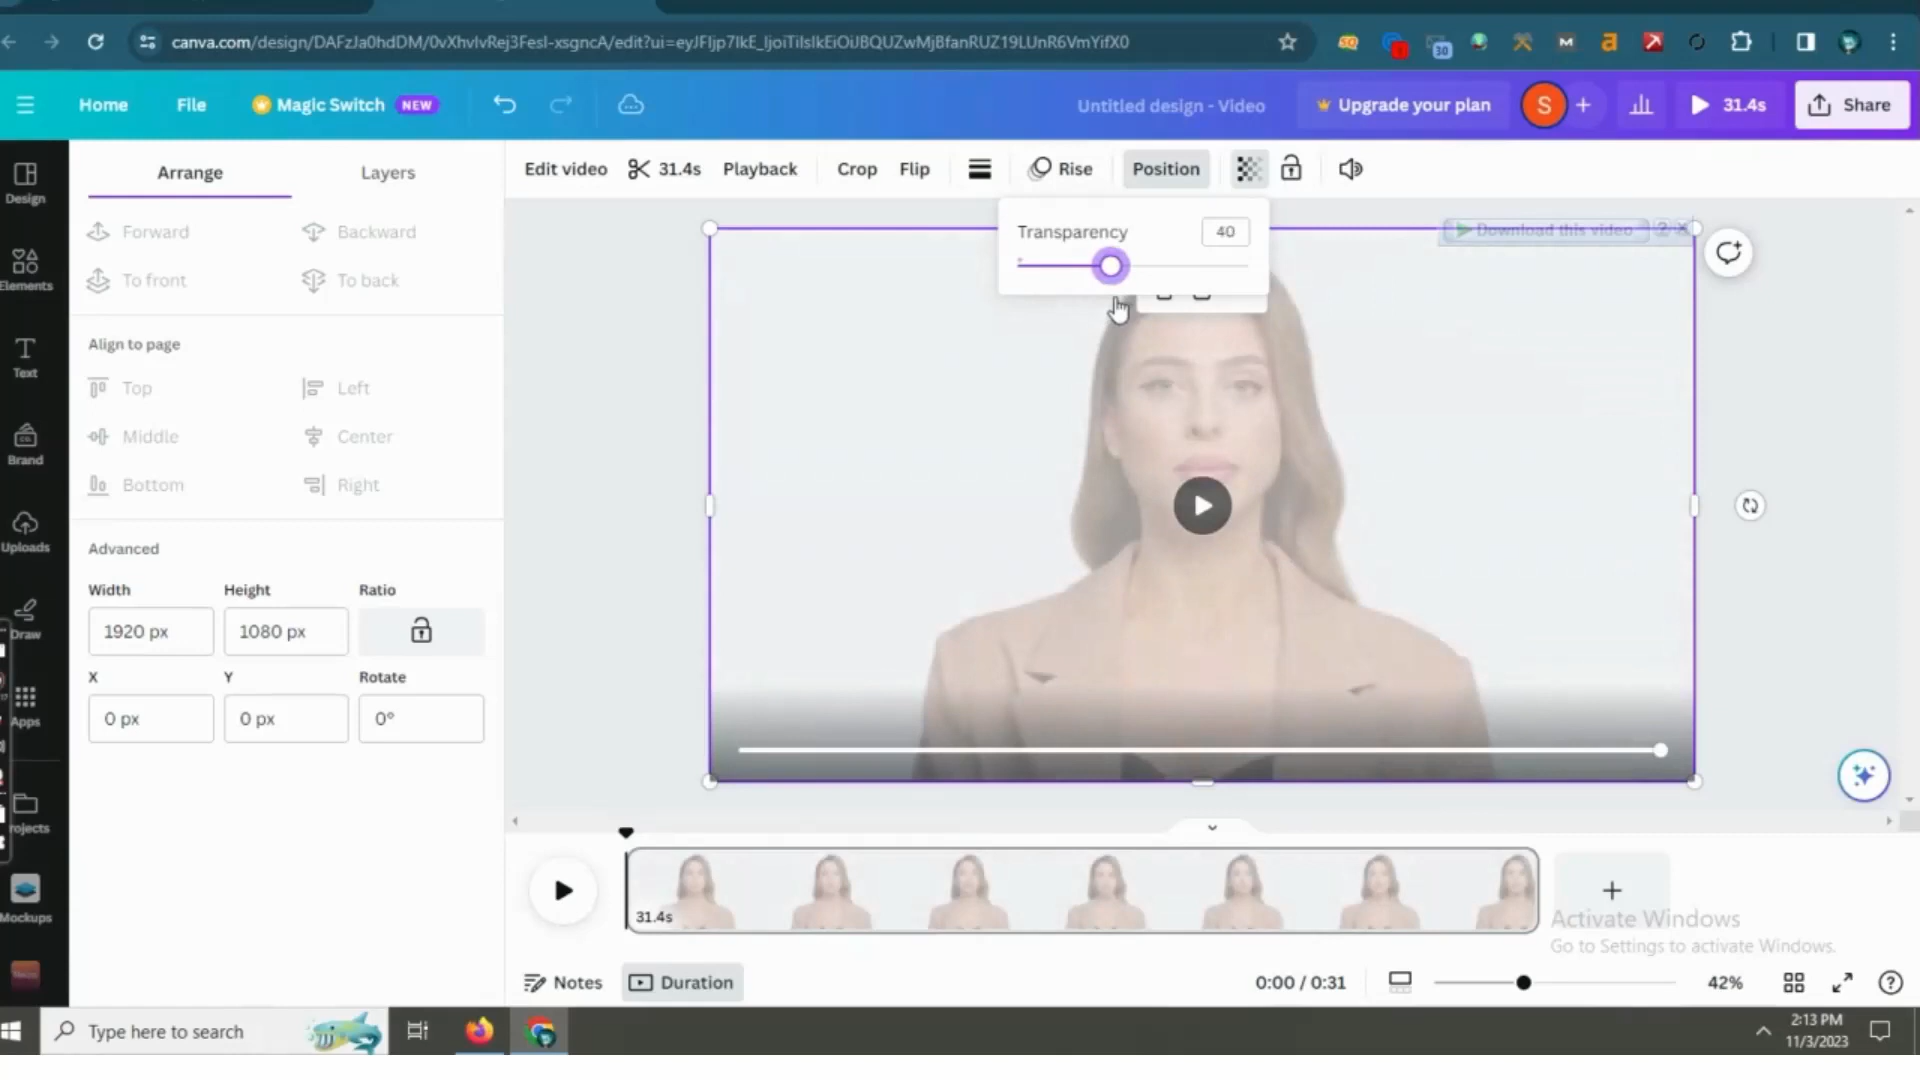 canva.com/design/DAFzJa0hdDM/0vXhvIvRej3FesI-xsgncA/edit?ui=eyJFIjp7IkE_IjoiTiIsIkEiOiJBQUZwMjBfanRUZ19LUnR6VmYifX0
30
Home File Magic Switch NEW Untitled design - Video Upgrade your plan S + 31.4s Share
Design
Elements
Text
Brand
Uploads
Draw
Apps
rojects
Mockups
Arrange Layers
Forward Backward
To front To back
Align to page
Top Left
Middle Center
Bottom Right
Advanced
Width Height Ratio
1920 px 1080 px
X Y Rotate
0 px 0 px 0°
Edit video 31.4s Playback Crop Flip Rise Position
Transparency 40
Download this video ? X
31.4s
Activate Windows
Go to Settings to activate Windows.
Notes Duration 0:00 / 0:31 42% ?
Type here to search 2:13 PM
11/3/2023